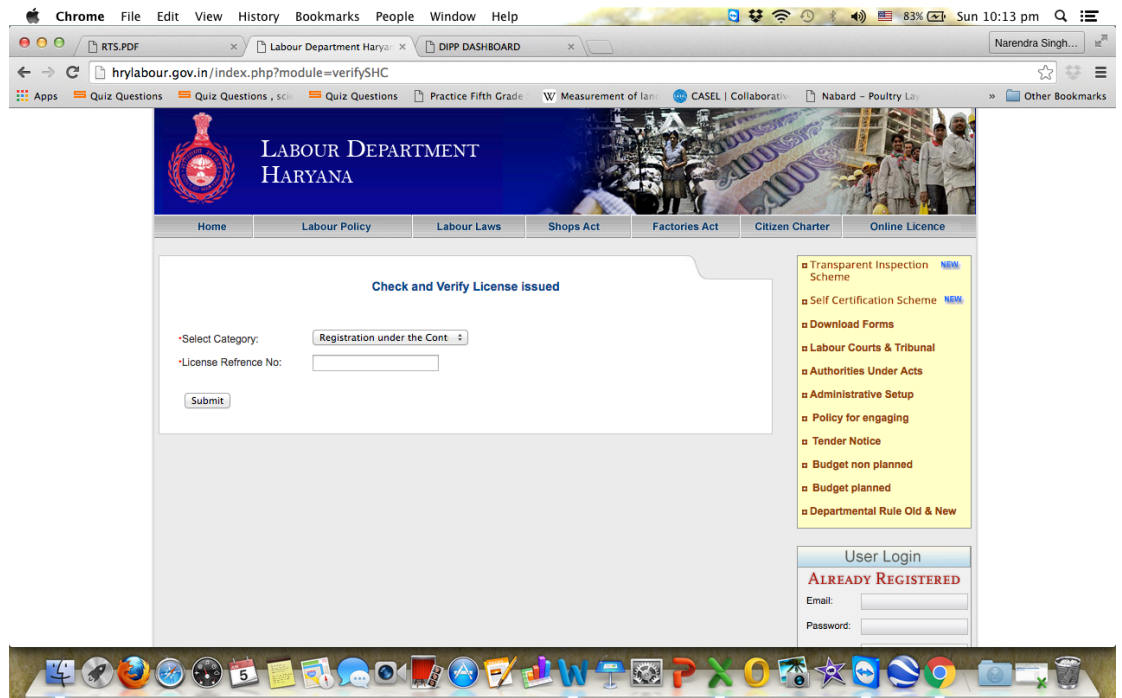 Chrome File Edit View History Bookmarks People Window Help 83% Sun 10:13 pm
RTS.PDF × Labour Department Haryan × DIPP DASHBOARD × Narendra Singh...
hrylabour.gov.in/index.php?module=verifySHC
Apps Quiz Questions Quiz Questions , scie Quiz Questions Practice Fifth Grade W Measurement of land CASEL | Collaborative Nabard – Poultry Lay » Other Bookmarks
LABOUR DEPARTMENT
HARYANA
Home Labour Policy Labour Laws Shops Act Factories Act Citizen Charter Online Licence
Check and Verify License issued
*Select Category: Registration under the Cont
*License Refrence No:
Submit
Transparent Inspection Scheme NEW
Self Certification Scheme NEW
Download Forms
Labour Courts & Tribunal
Authorities Under Acts
Administrative Setup
Policy for engaging
Tender Notice
Budget non planned
Budget planned
Departmental Rule Old & New
User Login
ALREADY REGISTERED
Email:
Password:
5